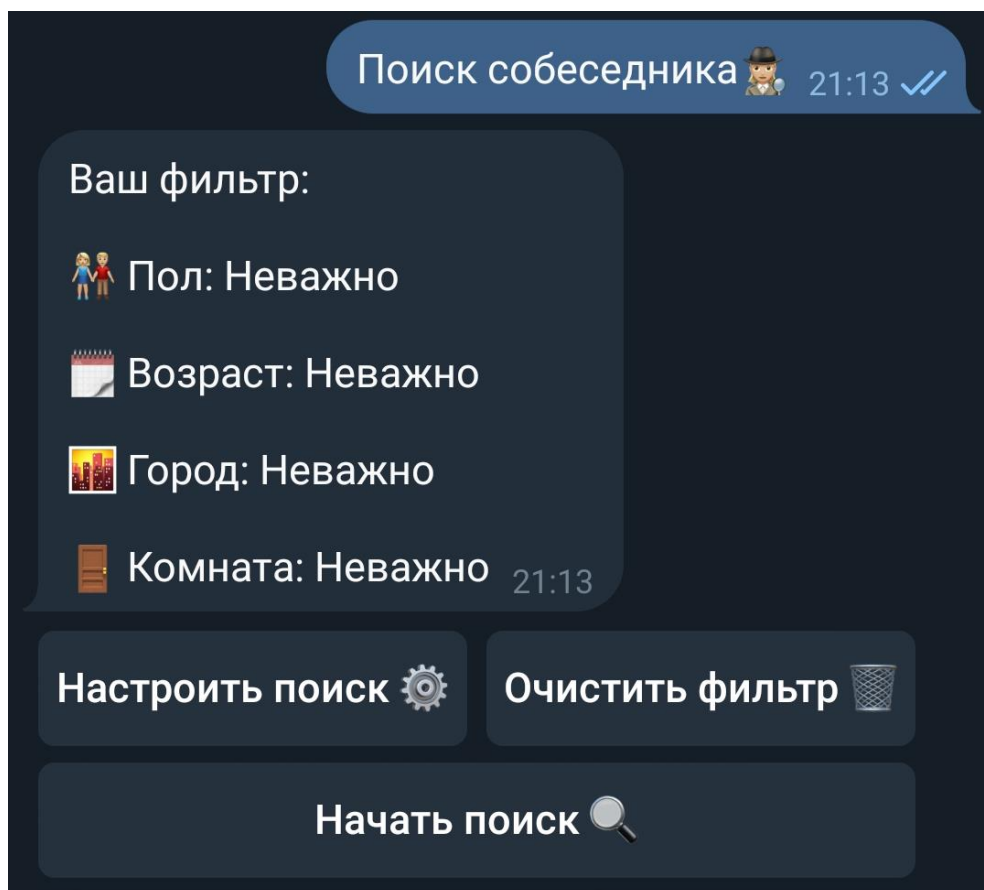 Поиск собеседника🕵🏼‍♀️ 21:13
Ваш фильтр:
👫🏼 Пол: Неважно
🗓 Возраст: Неважно
🌇 Город: Неважно
🚪 Комната: Неважно 21:13
Настроить поиск ⚙️
Очистить фильтр 🗑
Начать поиск 🔍